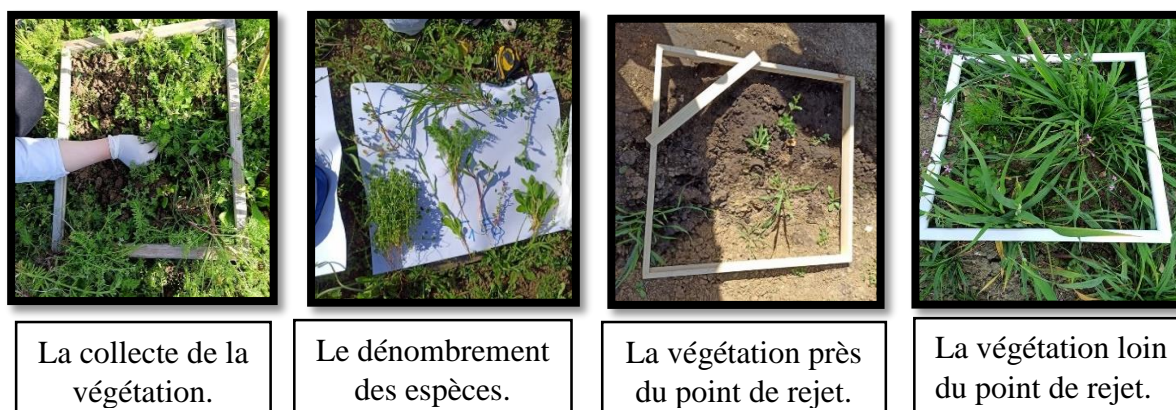 La collecte de la
végétation.
Le dénombrement
des espèces.
La végétation près
du point de rejet.
La végétation loin
du point de rejet.